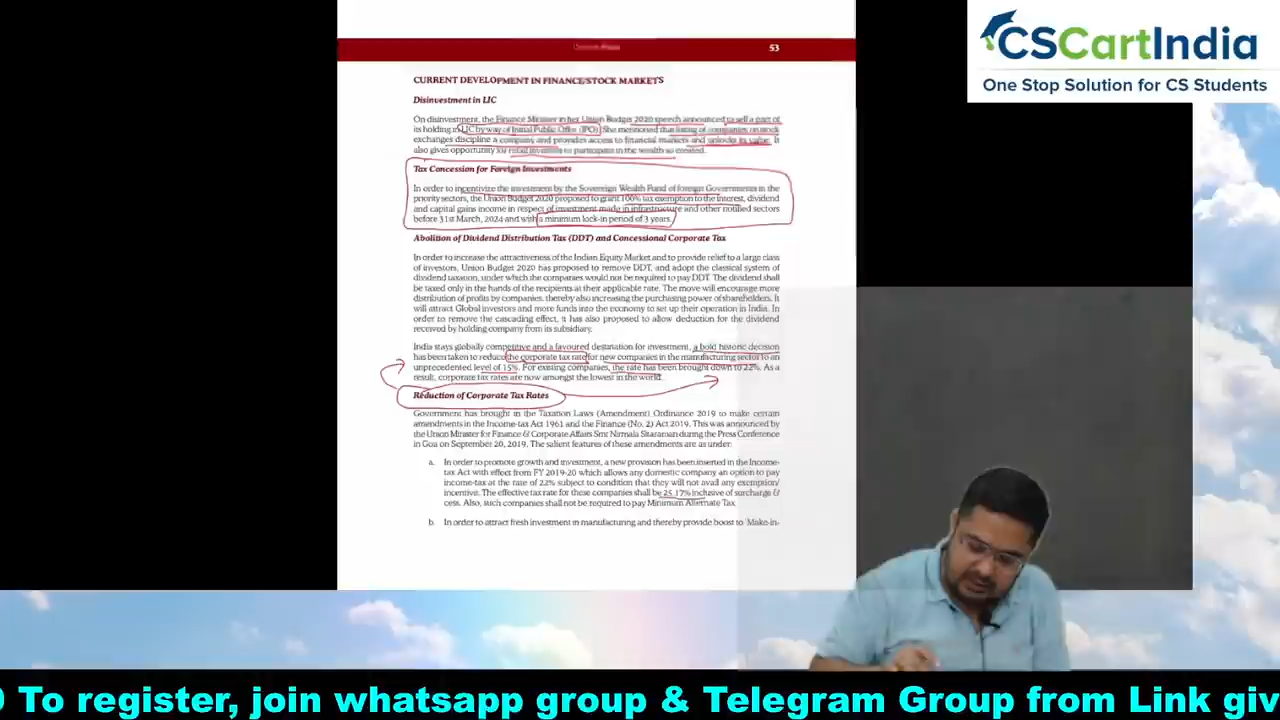 53
CSCartIndia
One Stop Solution for CS Students
CURRENT DEVELOPMENT IN FINANCE/STOCK MARKETS
Disinvestment in LIC
On disinvestment, the Finance Minister in her Union Budget 2020 speech announced to sell a part of
its holding in LIC by way of Initial Public Offer (IPO). She mentioned that listing of companies on stock
exchanges discipline a company and provides access to financial markets and unlocks its value. It
also gives opportunity for retail investors to participate in the wealth so created.
Tax Concession for Foreign Investments
In order to incentivize the investment by the Sovereign Wealth Fund of foreign Governments in the
priority sectors, the Union Budget 2020 proposed to grant 100% tax exemption to the interest, dividend
and capital gains income in respect of investment made in infrastructure and other notified sectors
before 31st March, 2024 and with a minimum lock-in period of 3 years.
Abolition of Dividend Distribution Tax (DDT) and Concessional Corporate Tax
In order to increase the attractiveness of the Indian Equity Market and to provide relief to a large class
of investors, Union Budget 2020 has proposed to remove DDT, and adopt the classical system of
dividend taxation, under which the companies would not be required to pay DDT. The dividend shall
be taxed only in the hands of the recipients at their applicable rate. The move will encourage more
distribution of profits by companies, thereby also increasing the purchasing power of shareholders. It
will attract Global investors and more funds into the economy to set up their operation in India. In
order to remove the cascading effect, it has also proposed to allow deduction for the dividend
received by holding company from its subsidiary.
India stays globally competitive and a favoured destination for investment, a bold historic decision
has been taken to reduce the corporate tax rate for new companies in the manufacturing sector to an
unprecedented level of 15%. For existing companies, the rate has been brought down to 22%. As a
result, corporate tax rates are now amongst the lowest in the world.
Reduction of Corporate Tax Rates
Government has brought in the Taxation Laws (Amendment) Ordinance 2019 to make certain
amendments in the Income-tax Act 1961 and the Finance (No. 2) Act 2019. This was announced by
the Union Minister for Finance & Corporate Affairs Smt Nirmala Sitaraman during the Press Conference
in Goa on September 20, 2019. The salient features of these amendments are as under:
a. In order to promote growth and investment, a new provision has been inserted in the Income-
tax Act with effect from FY 2019-20 which allows any domestic company an option to pay
income-tax at the rate of 22% subject to condition that they will not avail any exemption/
incentive. The effective tax rate for these companies shall be 25.17% inclusive of surcharge &
cess. Also, such companies shall not be required to pay Minimum Alternate Tax.
b. In order to attract fresh investment in manufacturing and thereby provide boost to 'Make-in-
To register, join whatsapp group & Telegram Group from Link giv